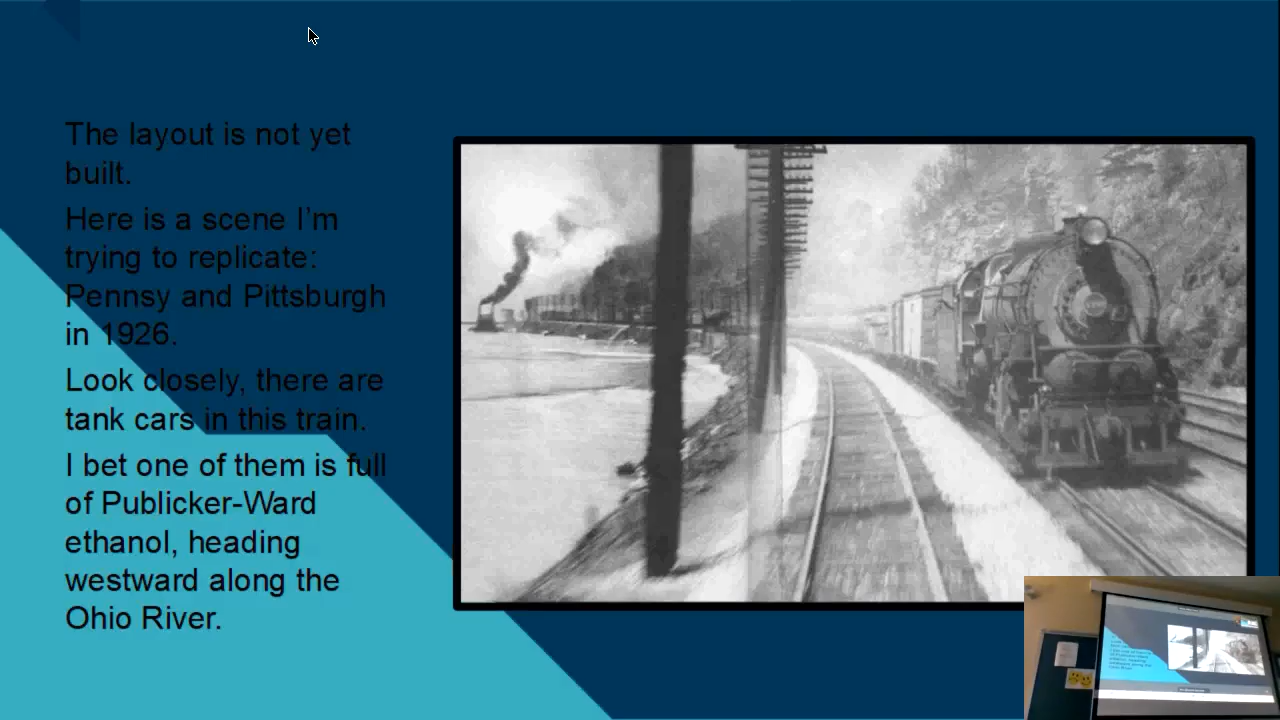 The layout is not yet
built.
Here is a scene I'm
trying to replicate:
Pennsy and Pittsburgh
in 1926.
Look closely, there are
tank cars in this train.
I bet one of them is full
of Publicker-Ward
ethanol, heading
westward along the
Ohio River.